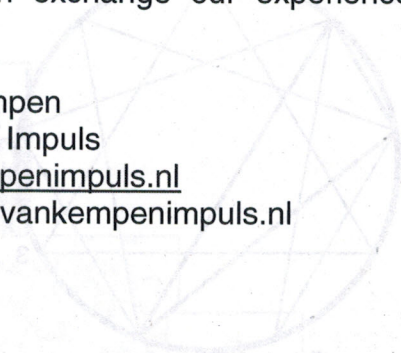 exchange our experience
mpen
Impuls
penimpuls.nl
vankempenimpuls.nl